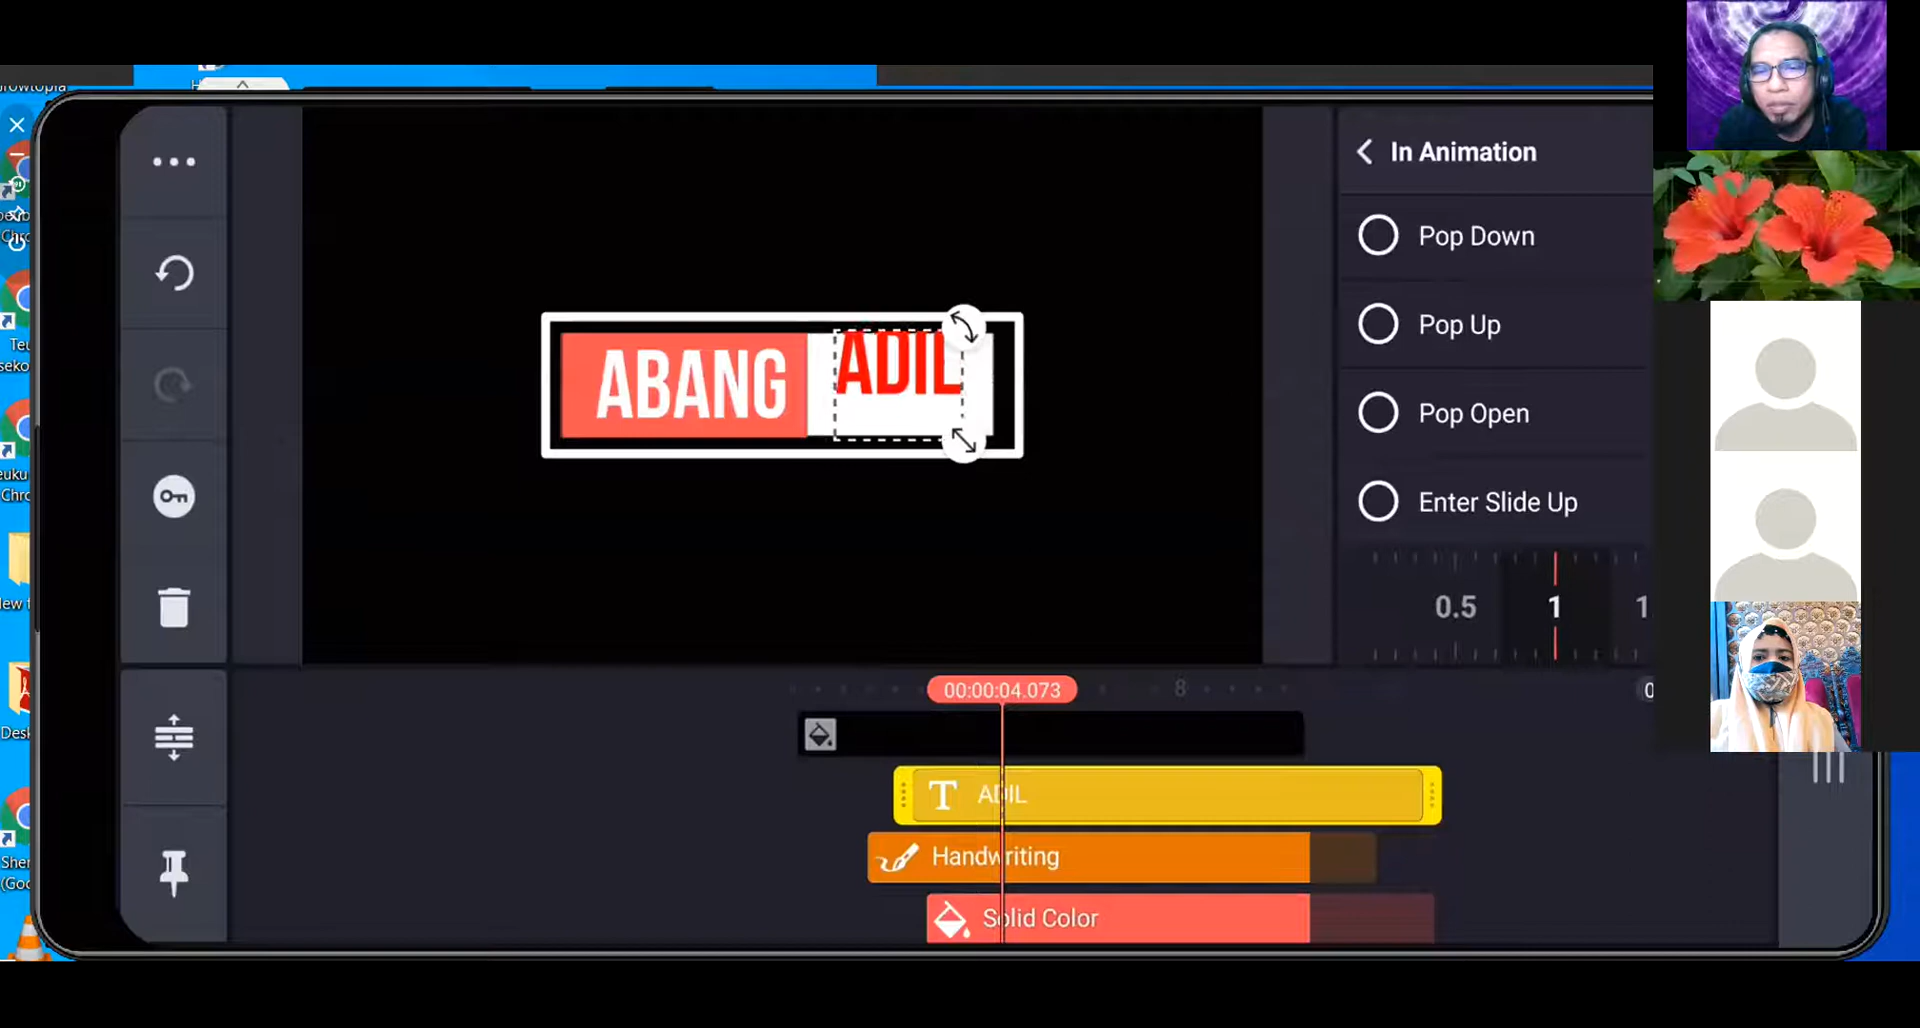 In Animation
Pop Down
Pop Up
Pop Open
Enter Slide Up
0.5
1
ABANG
ADIL
00:00:04.073
8
T ADIL
Handwriting
Solid Color